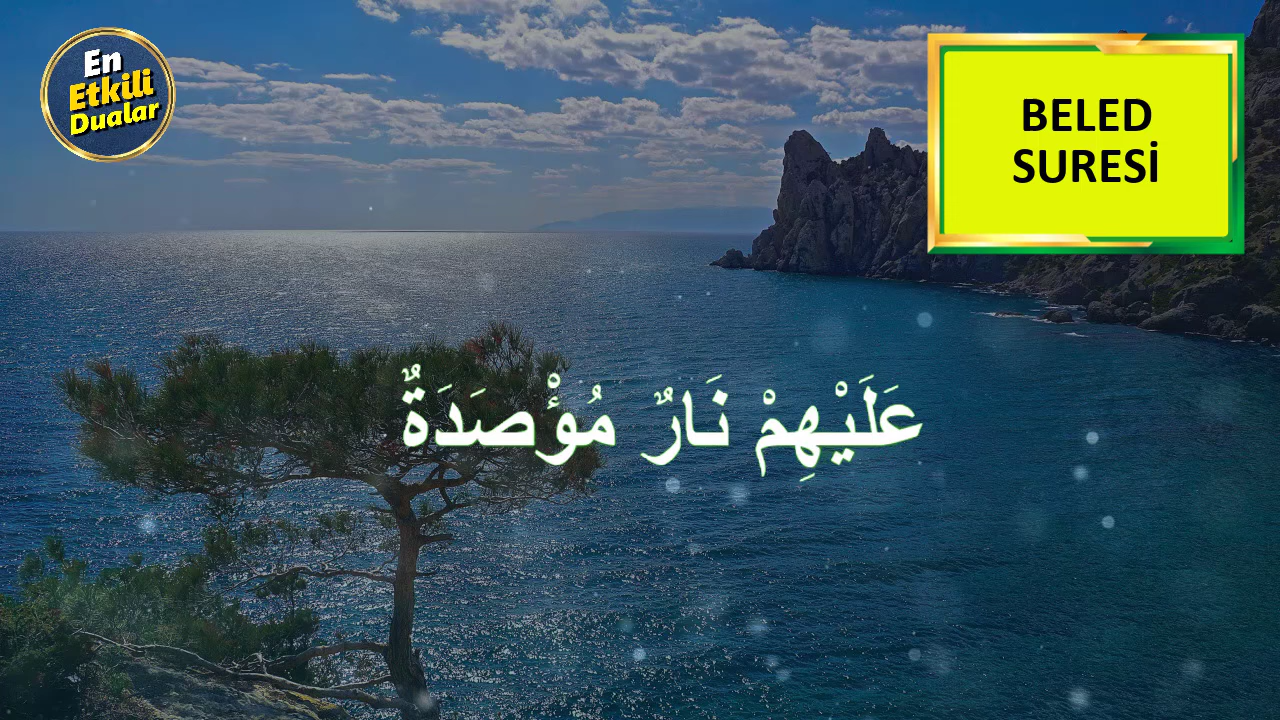 En
Etkili
Dualar
BELED
SURESİ
عَلَيْهِمْ نَارٌ مُؤْصَدَةٌ